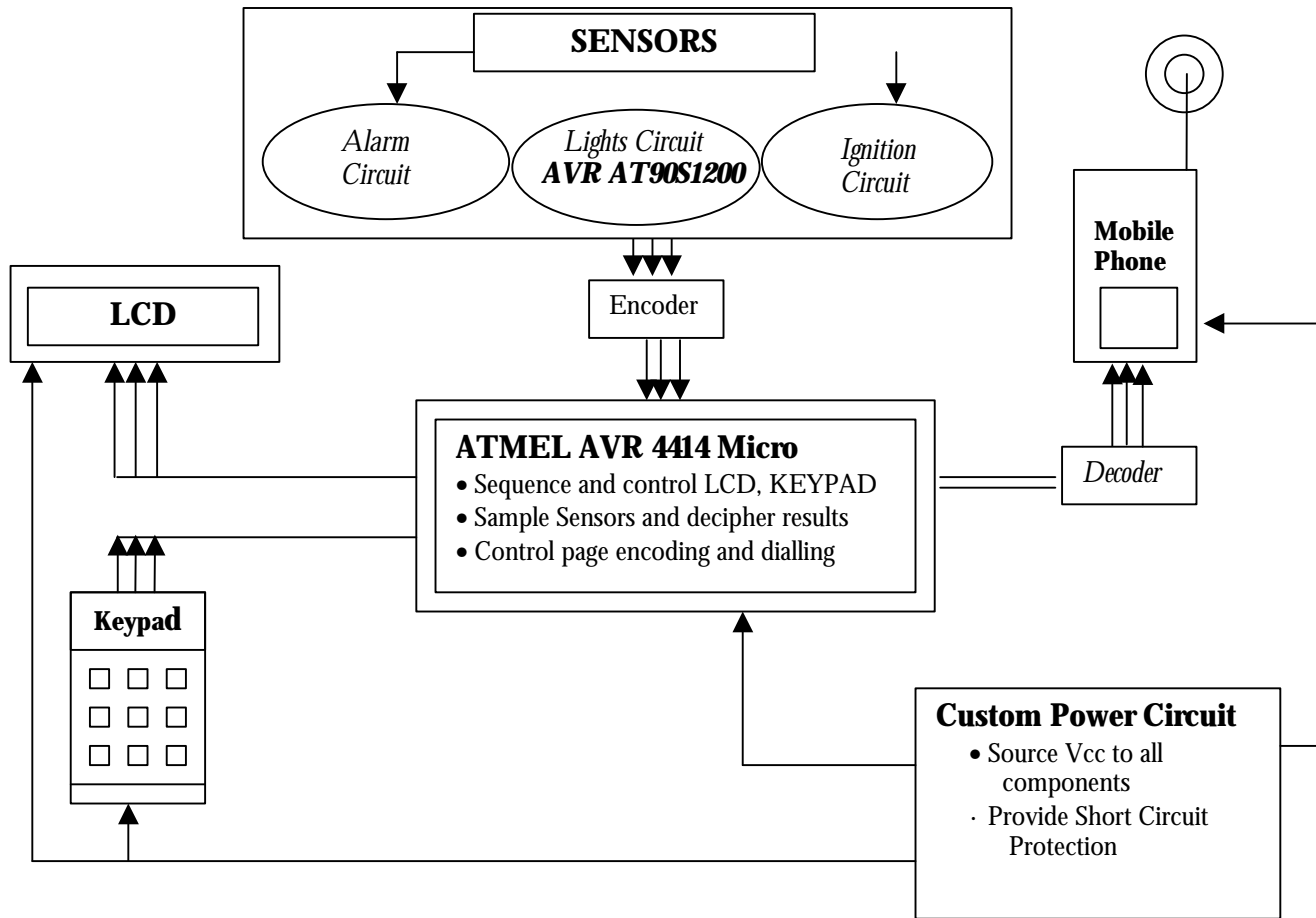 SENSORS
Alarm
Circuit
Lights Circuit
AVR AT90S1200
Ignition
Circuit
Mobile
Phone
LCD
Encoder
ATMEL AVR 4414 Micro
• Sequence and control LCD, KEYPAD
• Sample Sensors and decipher results
• Control page encoding and dialling
Decoder
Keypad
Custom Power Circuit
• Source Vcc to all
components
· Provide Short Circuit
Protection